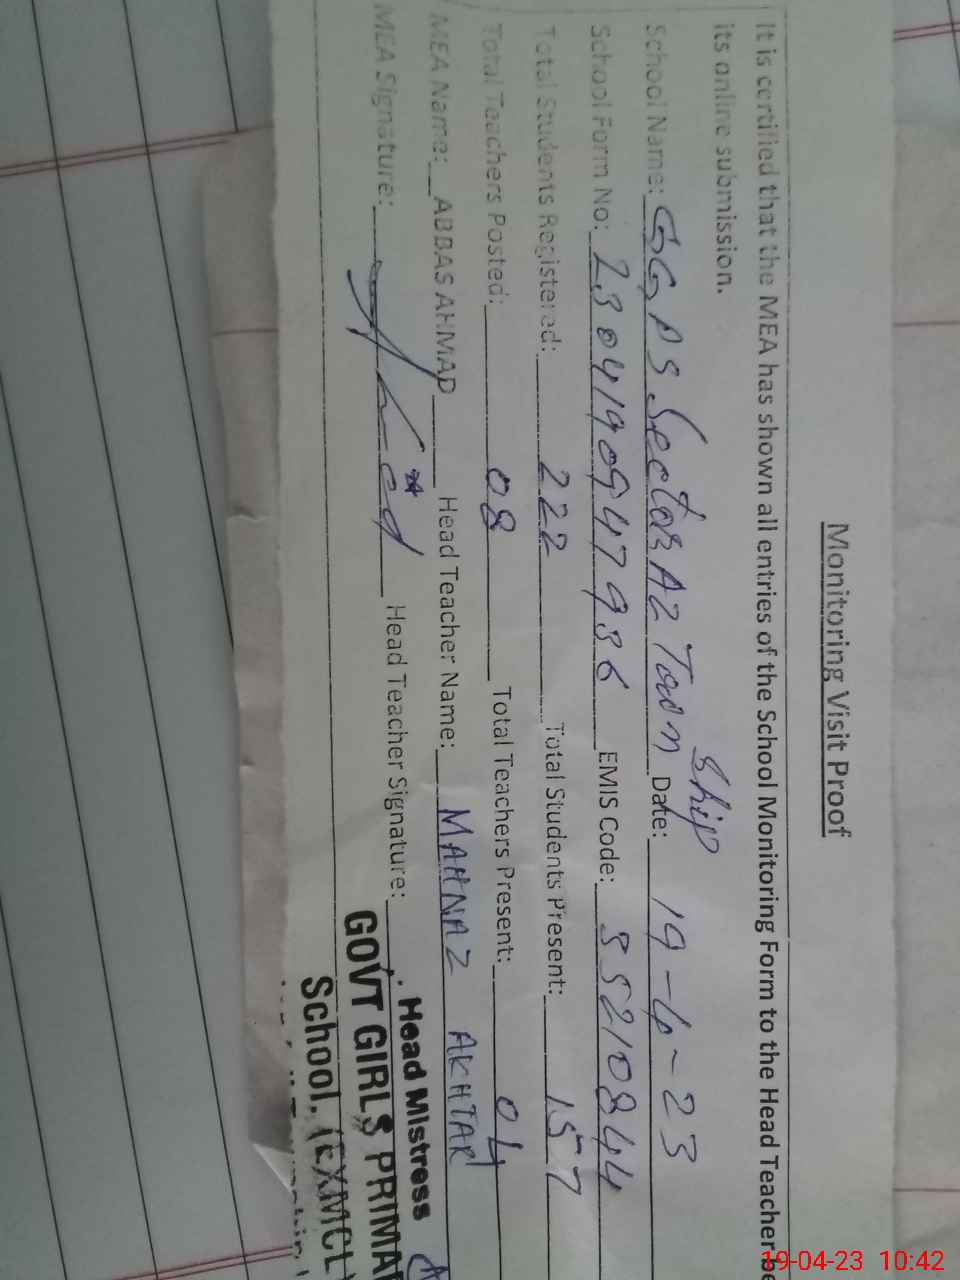 Monitoring Visit Proof
It is certified that the MEA has shown all entries of the School Monitoring Form to the Head Teacher be
its online submission.
School Name: GGPS Sector A2 Township Date: 19-4-23
School Form No: 2304190947936 EMIS Code: 35210844
Total Students Registered: 222 Total Students Present: 157
Total Teachers Posted: 08 Total Teachers Present: 04
MEA Name: ABBAS AHMAD Head Teacher Name: MAHNAZ AKHTAR
MEA Signature: Head Teacher Signature:
Head Mistress
GOVT GIRLS PRIMA
School, (EXMCL
19-04-23 10:42